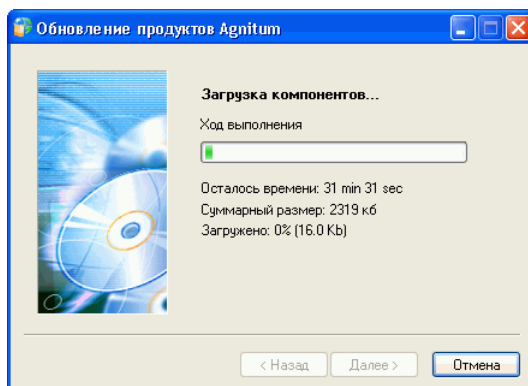 Обновление продуктов Agnitum
Загрузка компонентов...
Ход выполнения
Осталось времени: 31 min 31 sec
Суммарный размер: 2319 кб
Загружено: 0% (16.0 Kb)
< Назад
Далее >
Отмена